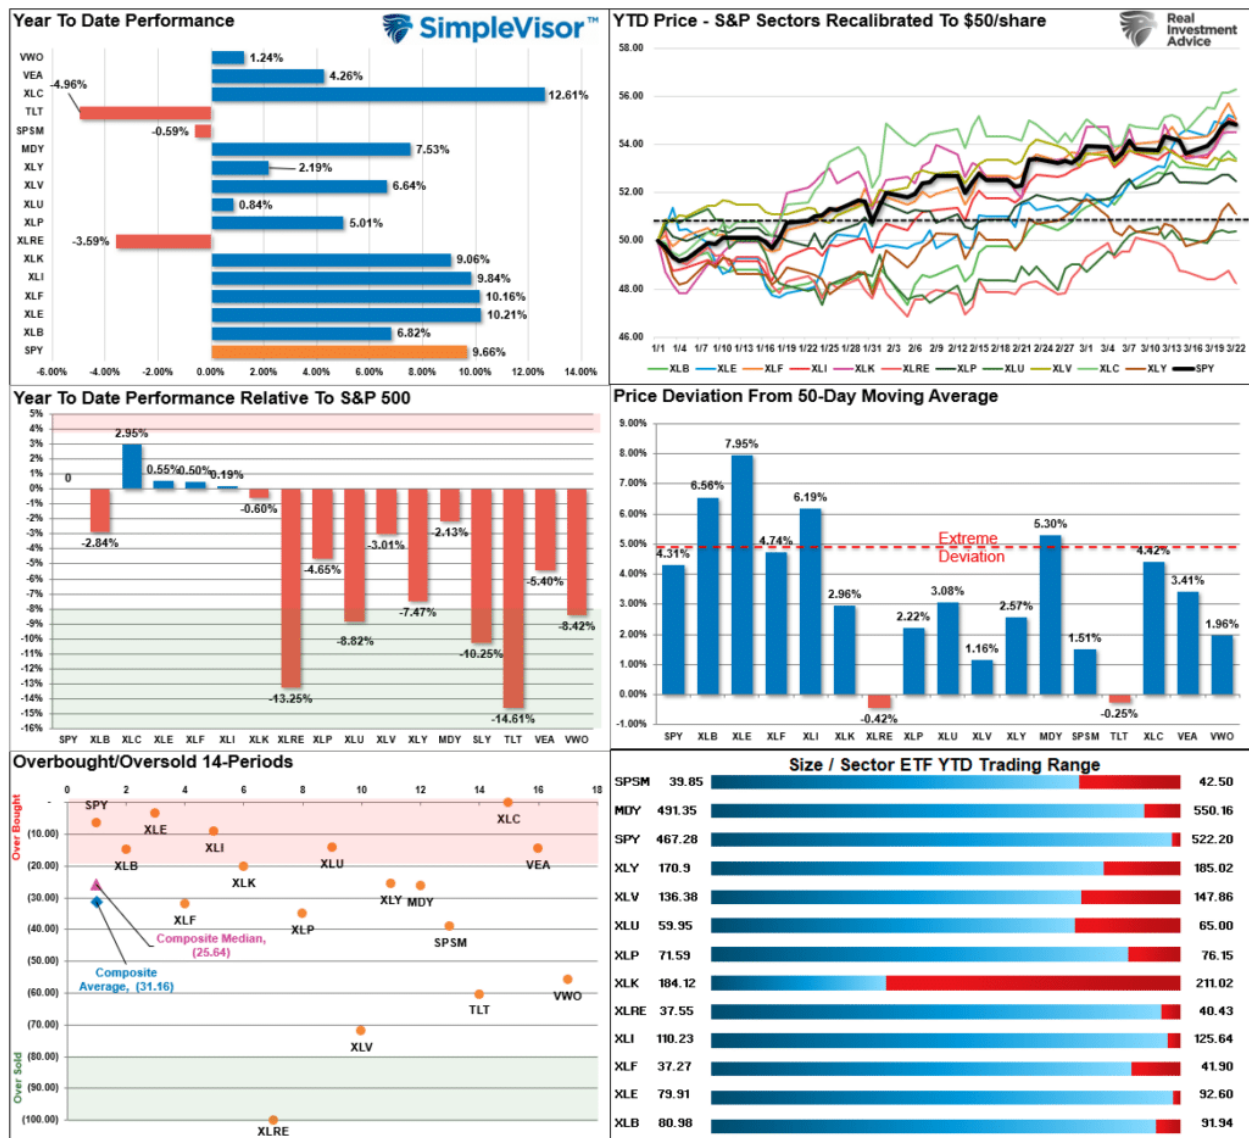 Year To Date Performance
SimpleVisor™
VWO
1.24%
VEA
4.26%
-4.96%
XLC
12.61%
TLT
SPSM
-0.59%
MDY
7.53%
XLY
2.19%
XLV
6.64%
XLU
0.84%
XLP
5.01%
XLRE
-3.59%
XLK
9.06%
XLI
9.84%
XLF
10.16%
XLE
10.21%
XLB
6.82%
SPY
9.66%
-6.00% -4.00% -2.00% 0.00% 2.00% 4.00% 6.00% 8.00% 10.00% 12.00% 14.00%
YTD Price - S&P Sectors Recalibrated To $50/share
Real
Investment
Advice
58.00
56.00
54.00
52.00
50.00
48.00
46.00
1/1 1/4 1/7 1/10 1/13 1/16 1/19 1/22 1/25 1/28 1/31 2/3 2/6 2/9 2/12 2/15 2/18 2/21 2/24 2/27 3/1 3/4 3/7 3/10 3/13 3/16 3/19 3/22
XLB XLE XLF XLI XLK XLRE XLP XLU XLV XLC XLY SPY
Year To Date Performance Relative To S&P 500
5%
4%
3%
2%
1%
0%
-1%
-2%
-3%
-4%
-5%
-6%
-7%
-8%
-9%
-10%
-11%
-12%
-13%
-14%
-15%
-16%
0
-2.84%
2.95%
0.55%
0.50%
0.19%
-0.60%
-13.25%
-4.65%
-8.82%
-3.01%
-7.47%
-2.13%
-10.25%
-14.61%
-5.40%
-8.42%
SPY XLB XLC XLE XLF XLI XLK XLRE XLP XLU XLV XLY MDY SLY TLT VEA VWO
Price Deviation From 50-Day Moving Average
9.00%
8.00%
7.00%
6.00%
5.00%
4.00%
3.00%
2.00%
1.00%
0.00%
-1.00%
4.31%
6.56%
7.95%
4.74%
6.19%
2.96%
-0.42%
2.22%
3.08%
1.16%
2.57%
5.30%
1.51%
-0.25%
4.42%
3.41%
1.96%
Extreme
Deviation
SPY XLB XLE XLF XLI XLK XLRE XLP XLU XLV XLY MDY SPSM TLT XLC VEA VWO
Overbought/Oversold 14-Periods
0 2 4 6 8 10 12 14 16 18
-
(10.00)
(20.00)
(30.00)
(40.00)
(50.00)
(60.00)
(70.00)
(80.00)
(90.00)
(100.00)
Over Bought
Over Sold
SPY
XLC
XLE
XLI
XLB
XLU
VEA
XLK
XLY
MDY
XLF
XLP
SPSM
Composite Median,
(25.64)
Composite
Average, (31.16)
VWO
TLT
XLV
XLRE
Size / Sector ETF YTD Trading Range
SPSM 39.85 42.50
MDY 491.35 550.16
SPY 467.28 522.20
XLY 170.9 185.02
XLV 136.38 147.86
XLU 59.95 65.00
XLP 71.59 76.15
XLK 184.12 211.02
XLRE 37.55 40.43
XLI 110.23 125.64
XLF 37.27 41.90
XLE 79.91 92.60
XLB 80.98 91.94